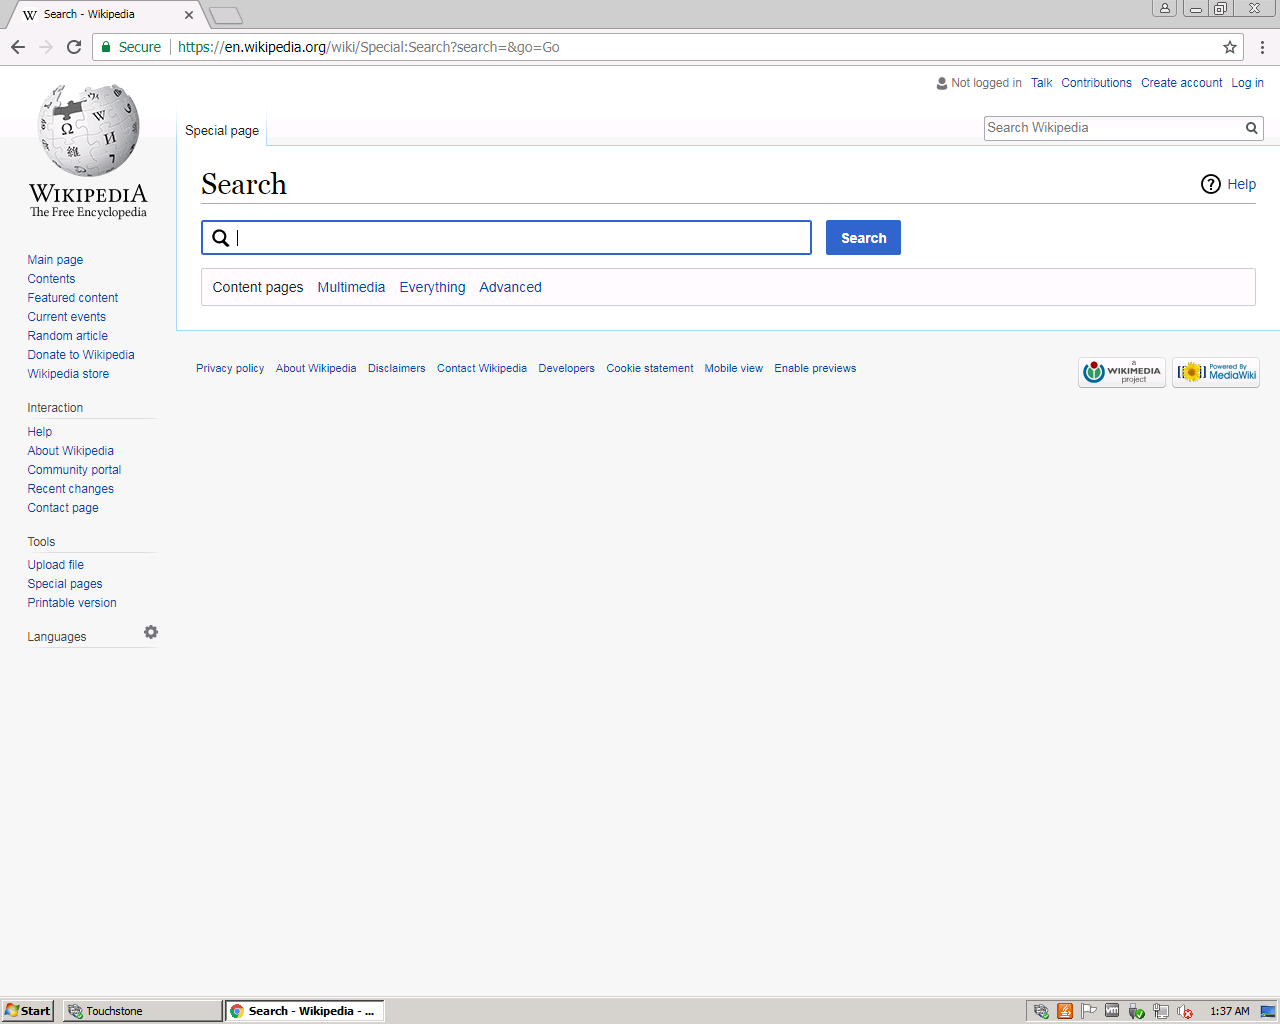 Search - Wikipedia
Secure
https://en.wikipedia.org/wiki/Special:Search?search=&go=Go
Not logged in Talk Contributions Create account Log in
Special page
Search Wikipedia
WIKIPEDIA
The Free Encyclopedia
Search
Help
Search
Content pages Multimedia Everything Advanced
Main page
Contents
Featured content
Current events
Random article
Donate to Wikipedia
Wikipedia store
Interaction
Help
About Wikipedia
Community portal
Recent changes
Contact page
Tools
Upload file
Special pages
Printable version
Languages
Privacy policy About Wikipedia Disclaimers Contact Wikipedia Developers Cookie statement Mobile view Enable previews
a
WIKIMEDIA
project
Powered By
MediaWiki
Start
Touchstone
Search - Wikipedia - ...
vm
1:37 AM